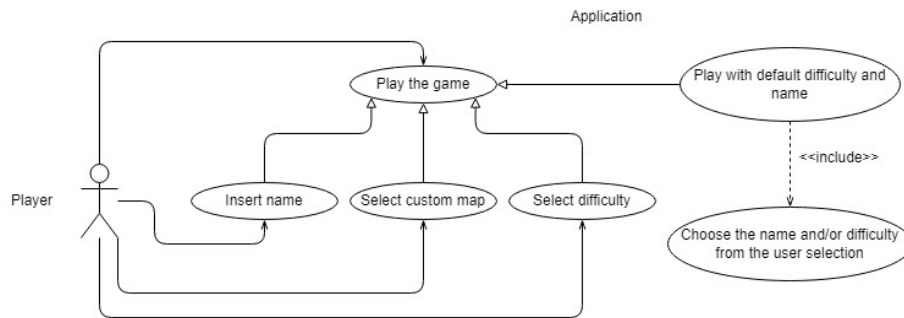 Application
Play the game
Play with default difficulty and
name
<<include>>
Player
Insert name
Select custom map
Select difficulty
Choose the name and/or difficulty
from the user selection